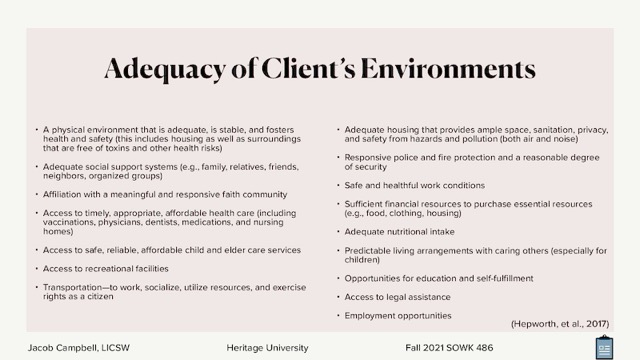 Adequacy of Client's Environments
• A physical environment that is adequate, is stable, and fosters
health and safety (this includes housing as well as surroundings
that are free of toxins and other health risks)
• Adequate social support systems (e.g., family, relatives, friends,
neighbors, organized groups)
• Affiliation with a meaningful and responsive faith community
• Access to timely, appropriate, affordable health care (including
vaccinations, physicians, dentists, medications, and nursing
homes)
• Access to safe, reliable, affordable child and elder care services
• Access to recreational facilities
• Transportation—to work, socialize, utilize resources, and exercise
rights as a citizen
• Adequate housing that provides ample space, sanitation, privacy,
and safety from hazards and pollution (both air and noise)
• Responsive police and fire protection and a reasonable degree
of security
• Safe and healthful work conditions
• Sufficient financial resources to purchase essential resources
(e.g., food, clothing, housing)
• Adequate nutritional intake
• Predictable living arrangements with caring others (especially for
children)
• Opportunities for education and self-fulfillment
• Access to legal assistance
• Employment opportunities
(Hepworth, et al., 2017)
Jacob Campbell, LICSW
Heritage University
Fall 2021 SOWK 486